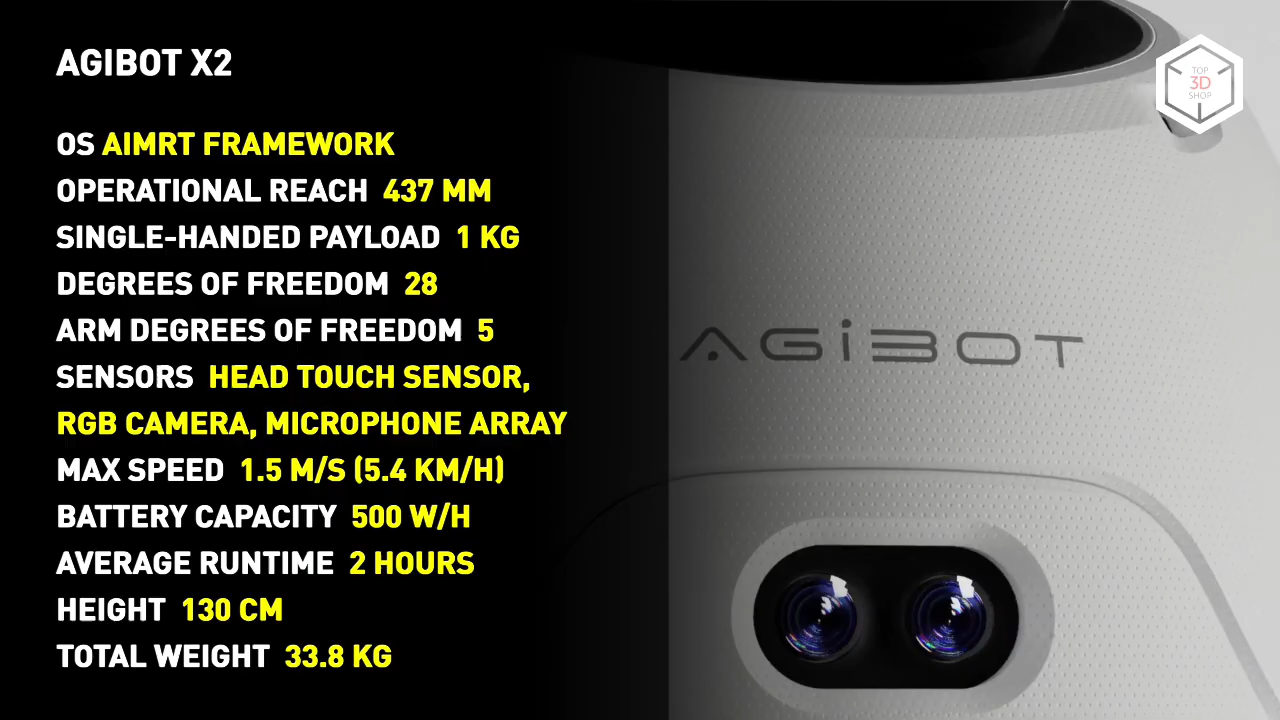 AGIBOT X2
TOP
3D
SHOP
OS AIMRT FRAMEWORK
OPERATIONAL REACH 437 MM
SINGLE-HANDED PAYLOAD 1 KG
DEGREES OF FREEDOM 28
ARM DEGREES OF FREEDOM 5
SENSORS HEAD TOUCH SENSOR,
RGB CAMERA, MICROPHONE ARRAY
MAX SPEED 1.5 M/S (5.4 KM/H)
BATTERY CAPACITY 500 W/H
AVERAGE RUNTIME 2 HOURS
HEIGHT 130 CM
TOTAL WEIGHT 33.8 KG
AGIBOT